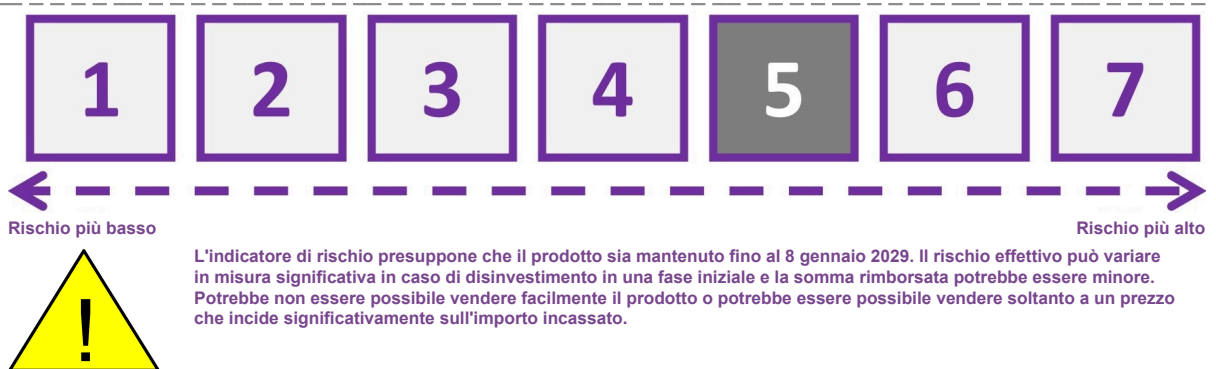 1 2 3 4 5 6 7
Rischio più basso Rischio più alto
L'indicatore di rischio presuppone che il prodotto sia mantenuto fino al 8 gennaio 2029. Il rischio effettivo può variare
in misura significativa in caso di disinvestimento in una fase iniziale e la somma rimborsata potrebbe essere minore.
Potrebbe non essere possibile vendere facilmente il prodotto o potrebbe essere possibile vendere soltanto a un prezzo
che incide significativamente sull'importo incassato.
!